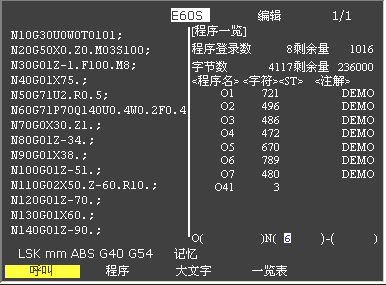 E60S 编辑 1/1
N10G30U0W0T0101;
N20G50X0.Z0.M03S100;
N30G01Z-1.F100.M8;
N40G01X75.;
N50G71U2.R0.5.;
N60G71P70Q140U0.4W0.2F0.4
N70G0X30.Z1.;
N80G01Z-34.;
N90G01X38.;
N100G01Z-51.;
N110G02X50.Z-60.R10.;
N120G01Z-70.;
N130G01X60.;
N140G01Z-90.;
[程序一览]
程序登录数 8剩余量 1016
字节数 4117剩余量 236000
<程序名> <字符><ST> <注解>
O1 721 DEMO
O2 496 DEMO
O3 486 DEMO
O4 472 DEMO
O5 670 DEMO
O6 789 DEMO
O7 480 DEMO
O41 3
O( )N( 6 )-( )
LSK mm ABS G40 G54 记忆
呼叫 程序 大文字 一览表